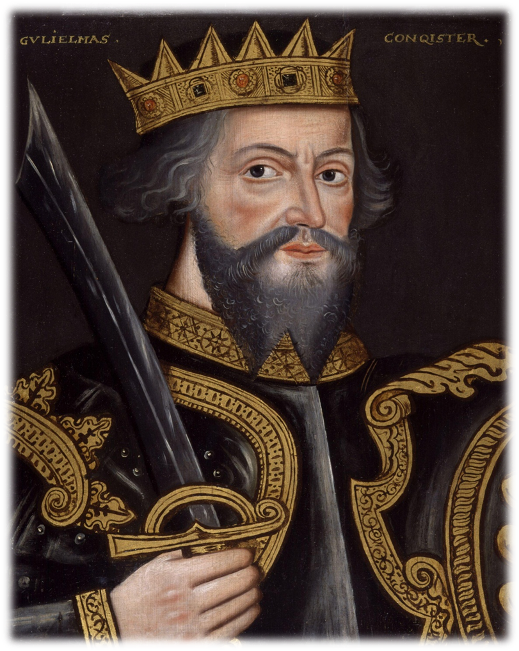 GVLIELMAS .
CONQISTER .